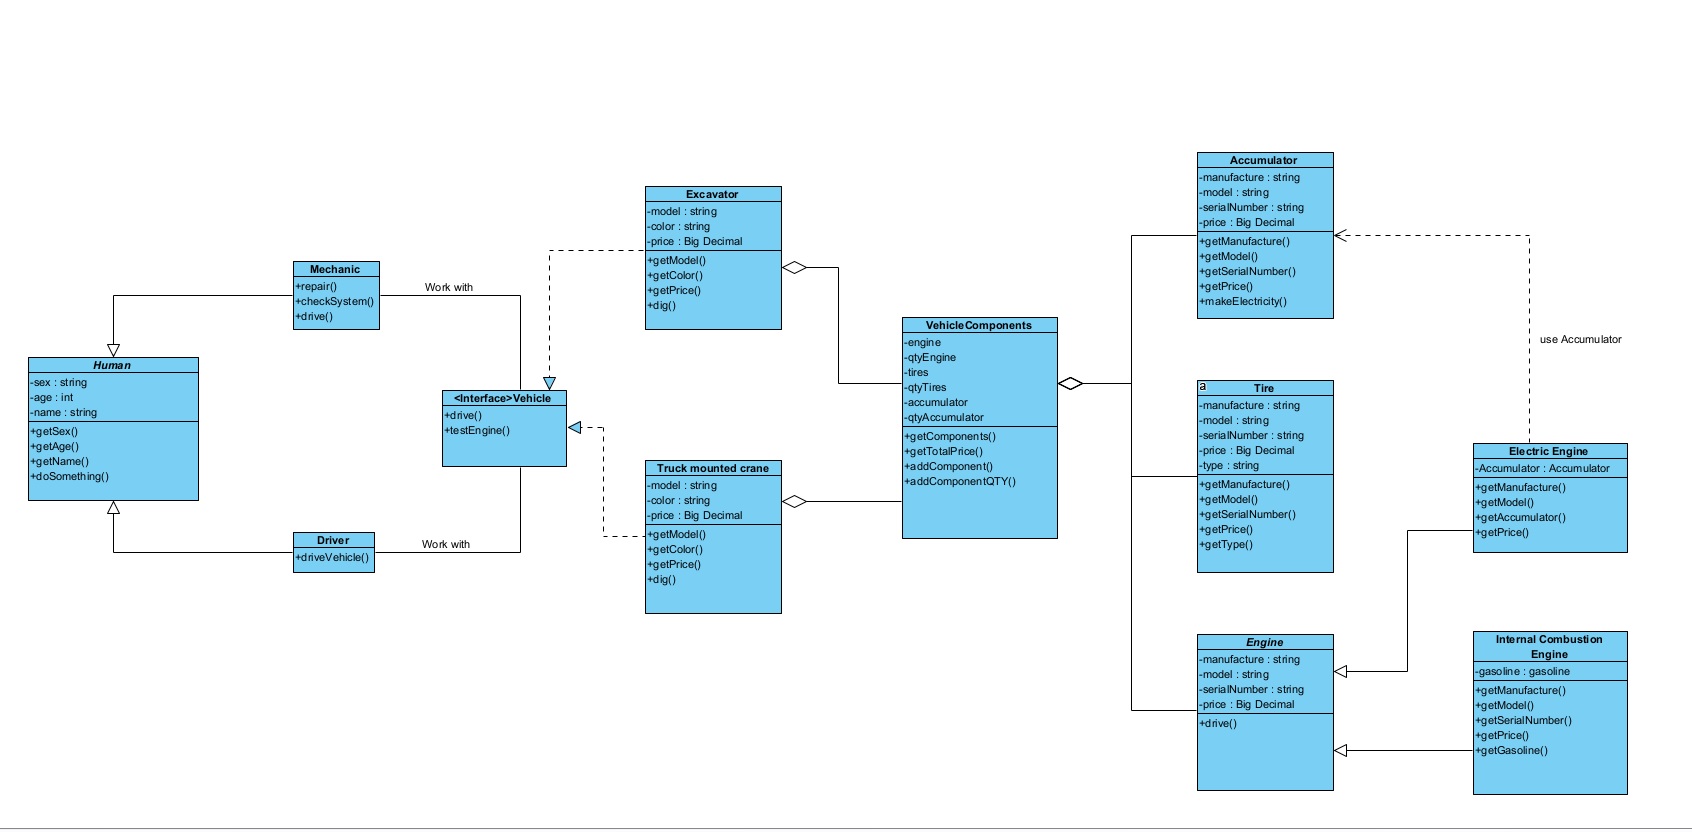 Human
-sex : string
-age : int
-name : string
+getSex()
+getAge()
+getName()
+doSomething()
Mechanic
+repair()
+checkSystem()
+drive()
Work with
Driver
+driveVehicle()
Work with
<Interface>Vehicle
+drive()
+testEngine()
Excavator
-model : string
-color : string
-price : Big Decimal
+getModel()
+getColor()
+getPrice()
+dig()
Truck mounted crane
-model : string
-color : string
-price : Big Decimal
+getModel()
+getColor()
+getPrice()
+dig()
VehicleComponents
-engine
-qtyEngine
-tires
-qtyTires
-accumulator
-qtyAccumulator
+getComponents()
+getTotalPrice()
+addComponent()
+addComponentQTY()
Accumulator
-manufacture : string
-model : string
-serialNumber : string
-price : Big Decimal
+getManufacture()
+getModel()
+getSerialNumber()
+getPrice()
+makeElectricity()
use Accumulator
a
Tire
-manufacture : string
-model : string
-serialNumber : string
-price : Big Decimal
-type : string
+getManufacture()
+getModel()
+getSerialNumber()
+getPrice()
+getType()
Engine
-manufacture : string
-model : string
-serialNumber : string
-price : Big Decimal
+drive()
Electric Engine
-Accumulator : Accumulator
+getManufacture()
+getModel()
+getAccumulator()
+getPrice()
Internal Combustion
Engine
-gasoline : gasoline
+getManufacture()
+getModel()
+getSerialNumber()
+getPrice()
+getGasoline()